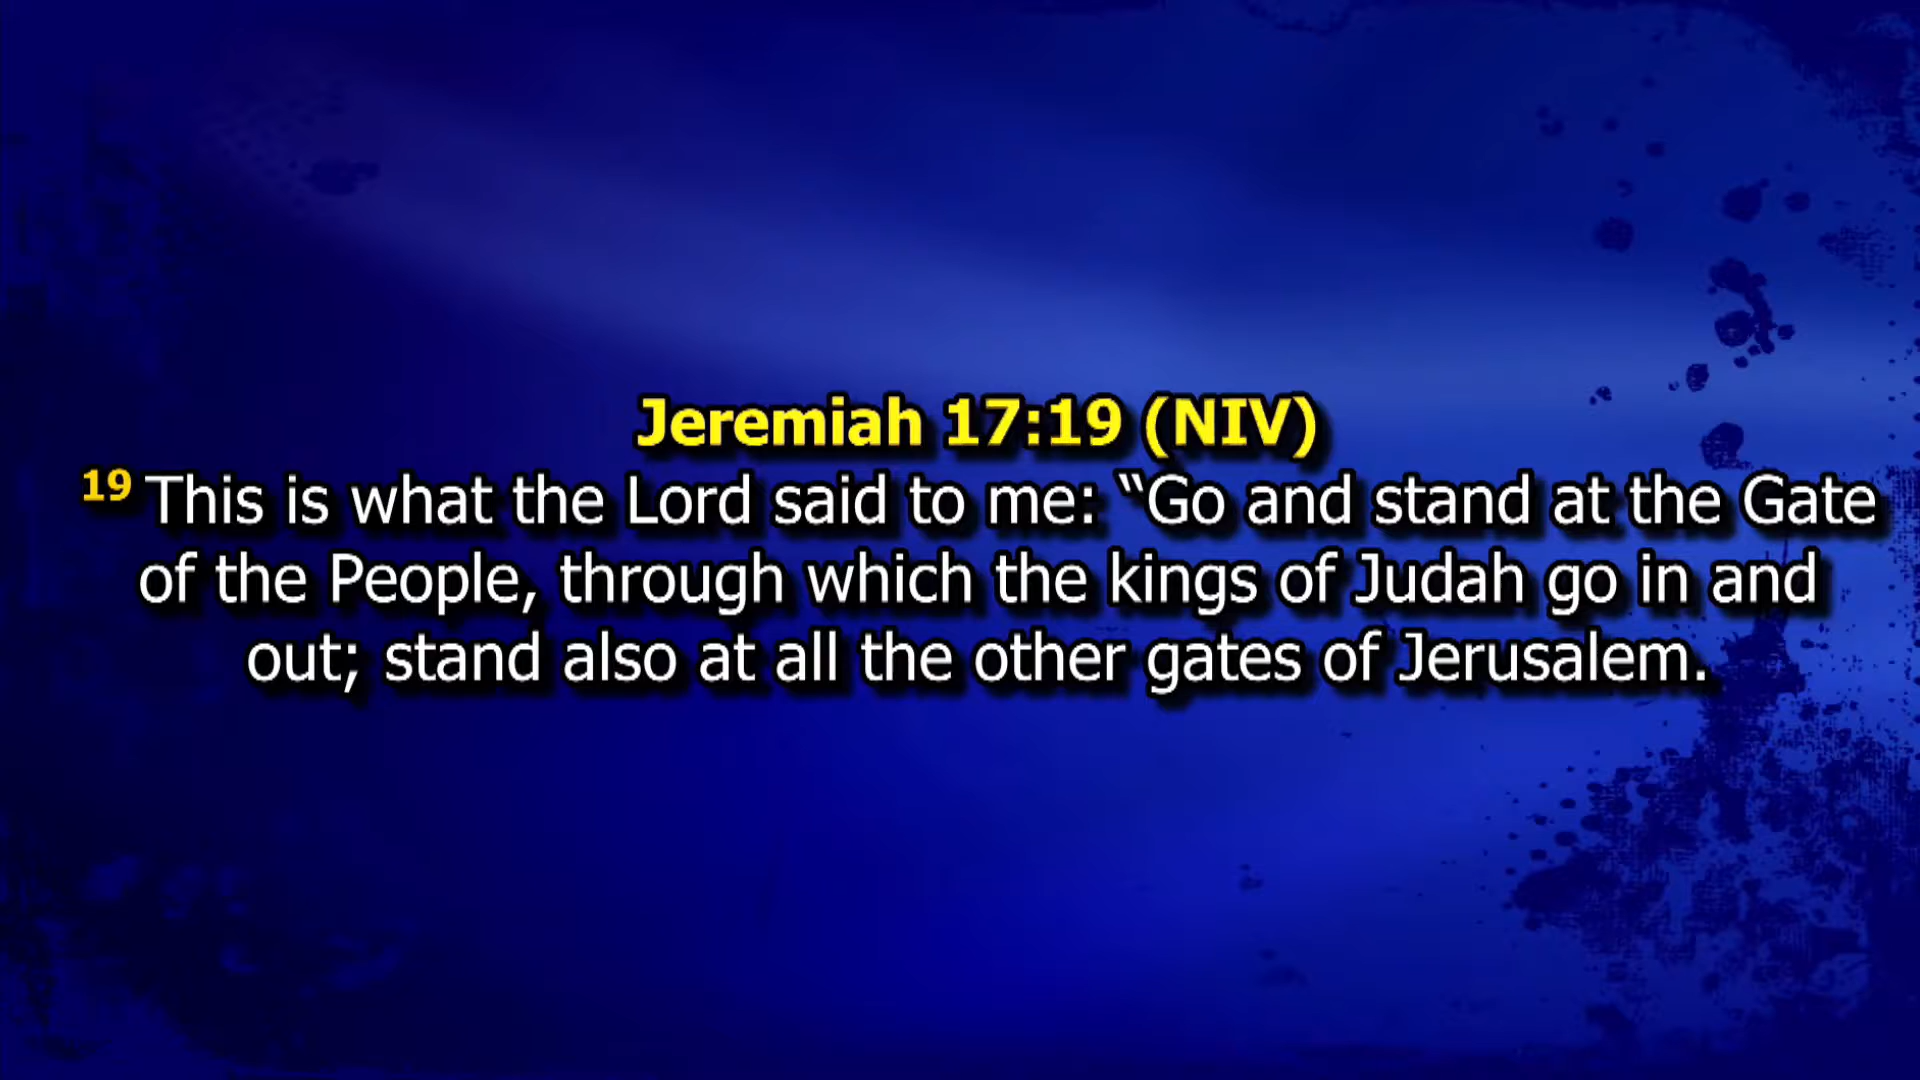 Jeremiah 17:19 (NIV)
19 This is what the Lord said to me: “Go and stand at the Gate
of the People, through which the kings of Judah go in and
out; stand also at all the other gates of Jerusalem.